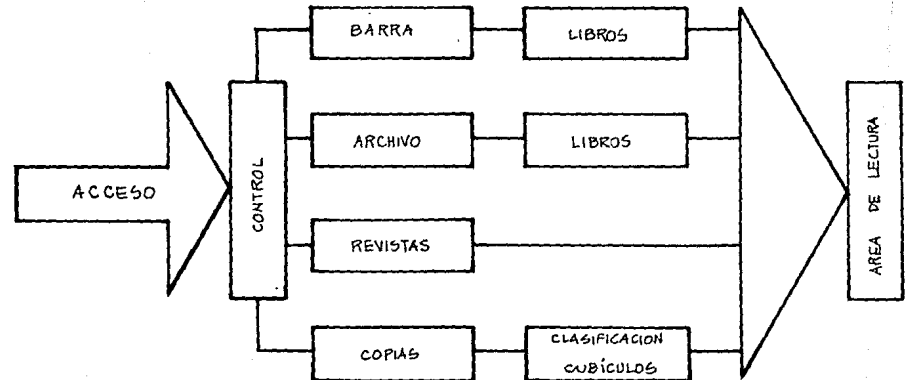 BARRA
LIBROS
ARCHIVO
LIBROS
ACCESO
CONTROL
AREA DE LECTURA
REVISTAS
COPIAS
CLASIFICACION
CUBÍCULOS